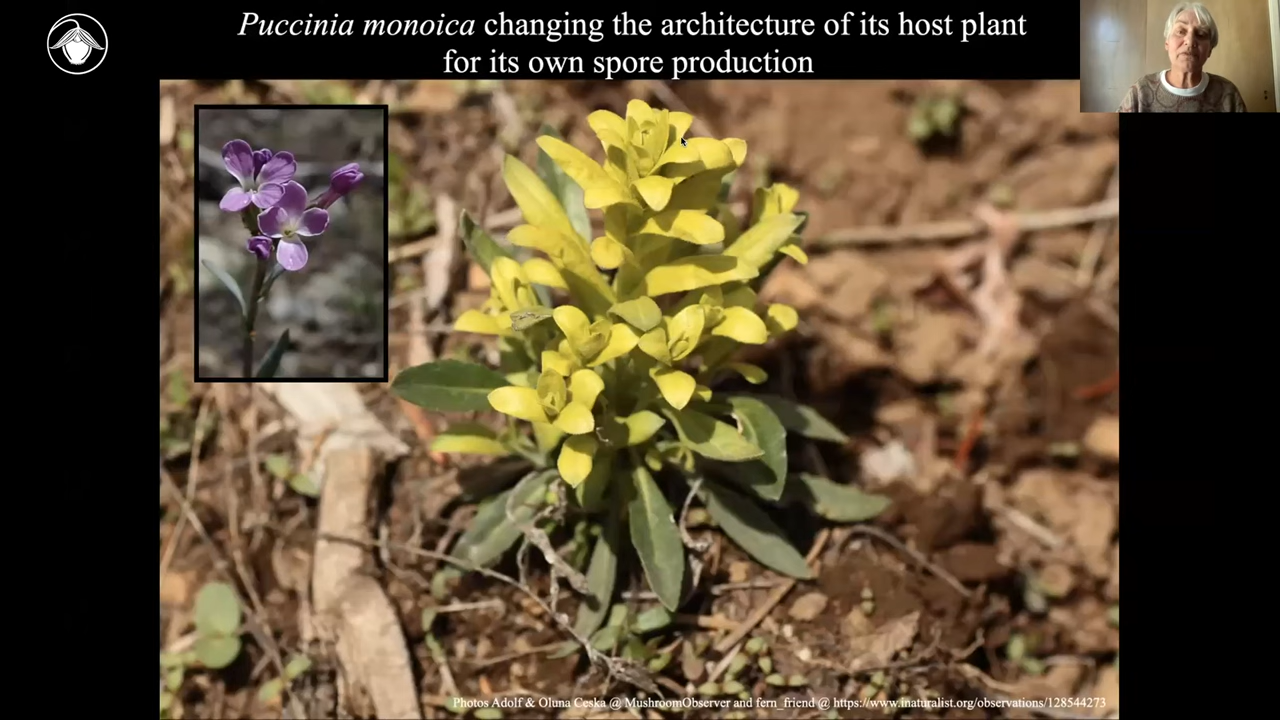 Puccinia monoica changing the architecture of its host plant
for its own spore production
Photos Adolf & Oluna Ceska @ MushroomObserver and fern_friend @ https://www.inaturalist.org/observations/128544273